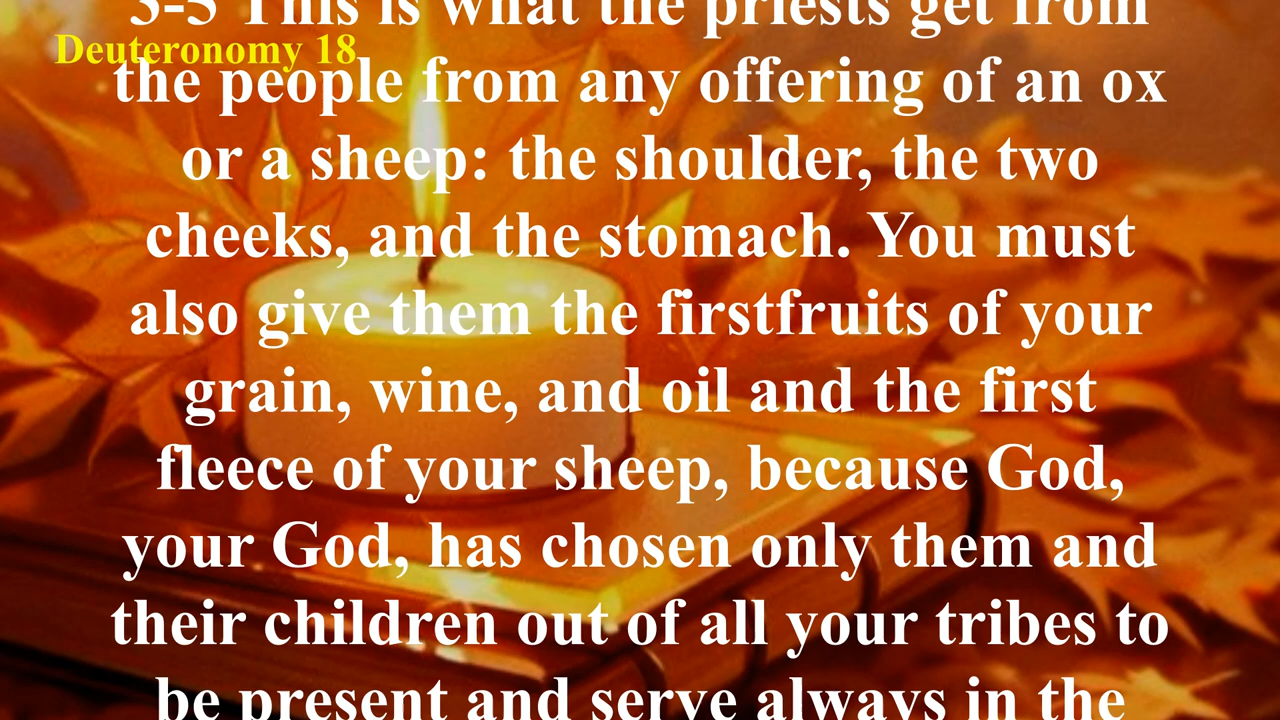 3-5 This is what the priests get from
Deuteronomy 18
the people from any offering of an ox
or a sheep: the shoulder, the two
cheeks, and the stomach. You must
also give them the firstfruits of your
grain, wine, and oil and the first
fleece of your sheep, because God,
your God, has chosen only them and
their children out of all your tribes to
be present and serve always in the